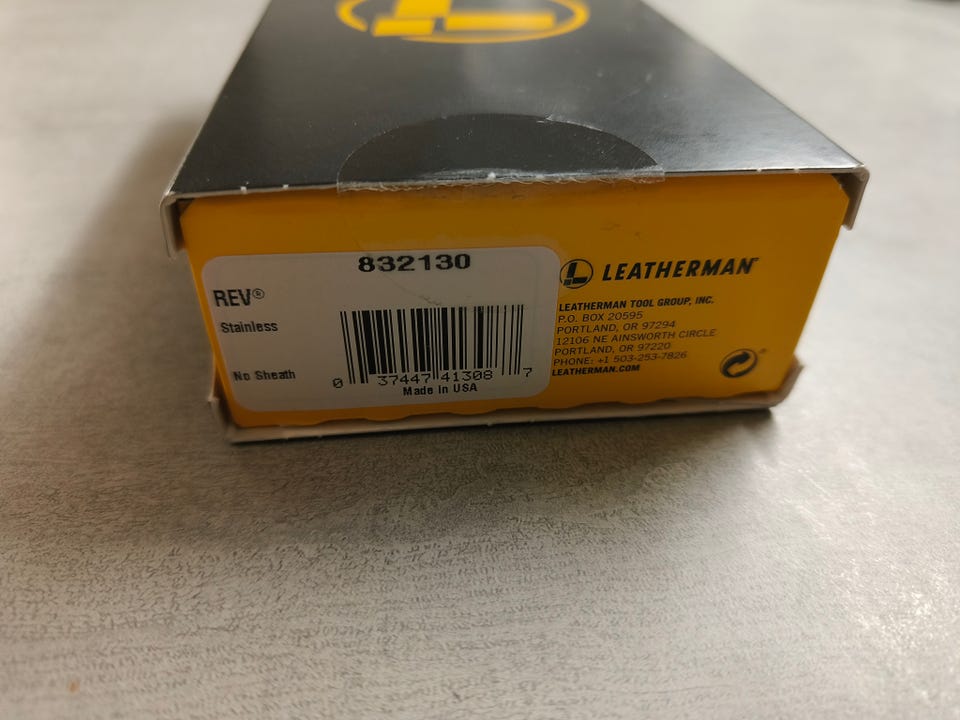 832130
REV®
Stainless
No Sheath
0 37447 41308 7
Made in USA
LEATHERMAN
LEATHERMAN TOOL GROUP, INC.
P.O. BOX 20595
PORTLAND, OR 97294
12106 NE AINSWORTH CIRCLE
PORTLAND, OR 97220
PHONE: +1 503-253-7826
LEATHERMAN.COM